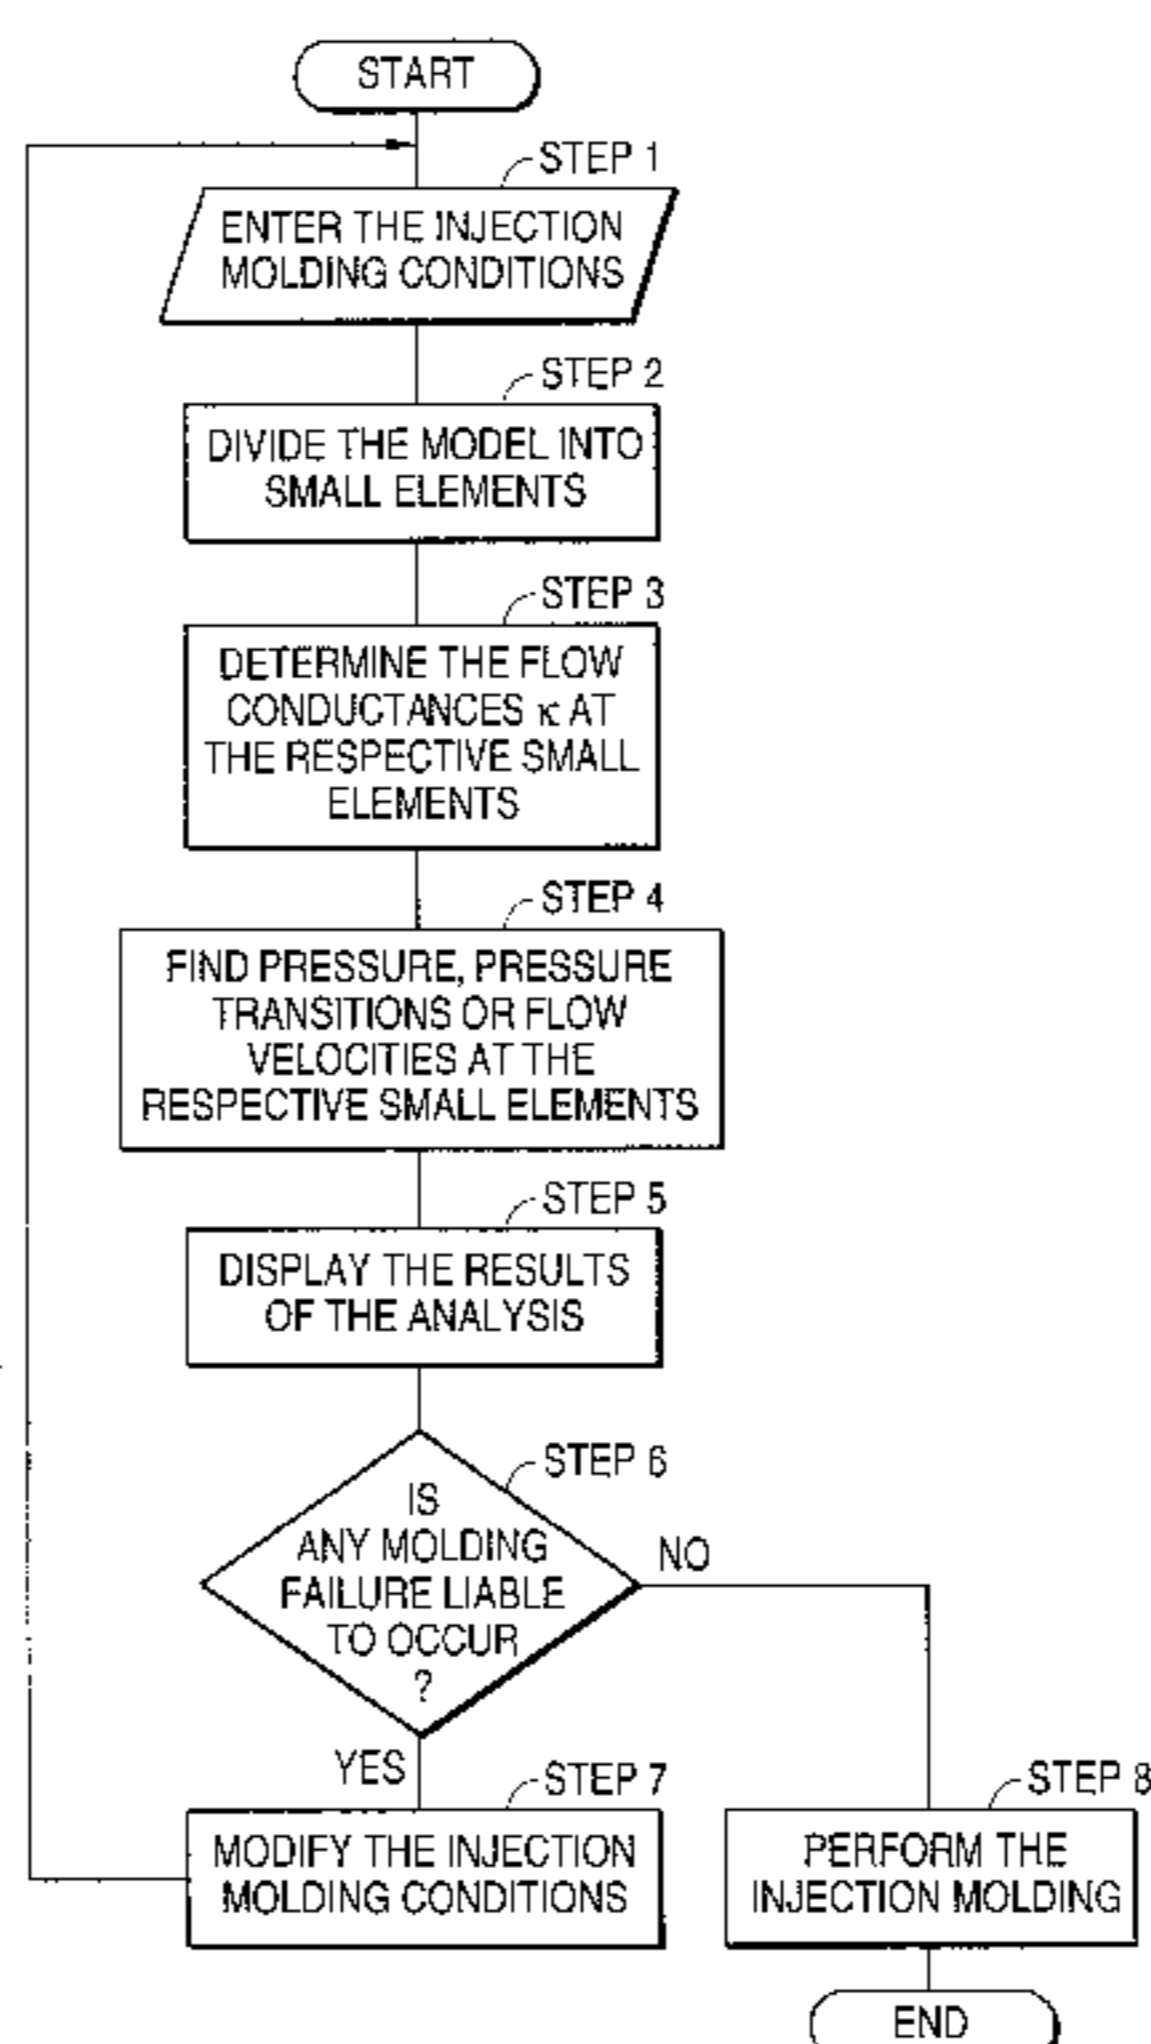 START
STEP 1
ENTER THE INJECTION
MOLDING CONDITIONS
STEP 2
DIVIDE THE MODEL INTO
SMALL ELEMENTS
STEP 3
DETERMINE THE FLOW
CONDUCTANCES κ AT
THE RESPECTIVE SMALL
ELEMENTS
STEP 4
FIND PRESSURE, PRESSURE
TRANSITIONS OR FLOW
VELOCITIES AT THE
RESPECTIVE SMALL ELEMENTS
STEP 5
DISPLAY THE RESULTS
OF THE ANALYSIS
STEP 6
IS
ANY MOLDING
FAILURE LIABLE
TO OCCUR
?
NO
YES
STEP 7
MODIFY THE INJECTION
MOLDING CONDITIONS
STEP 8
PERFORM THE
INJECTION MOLDING
END